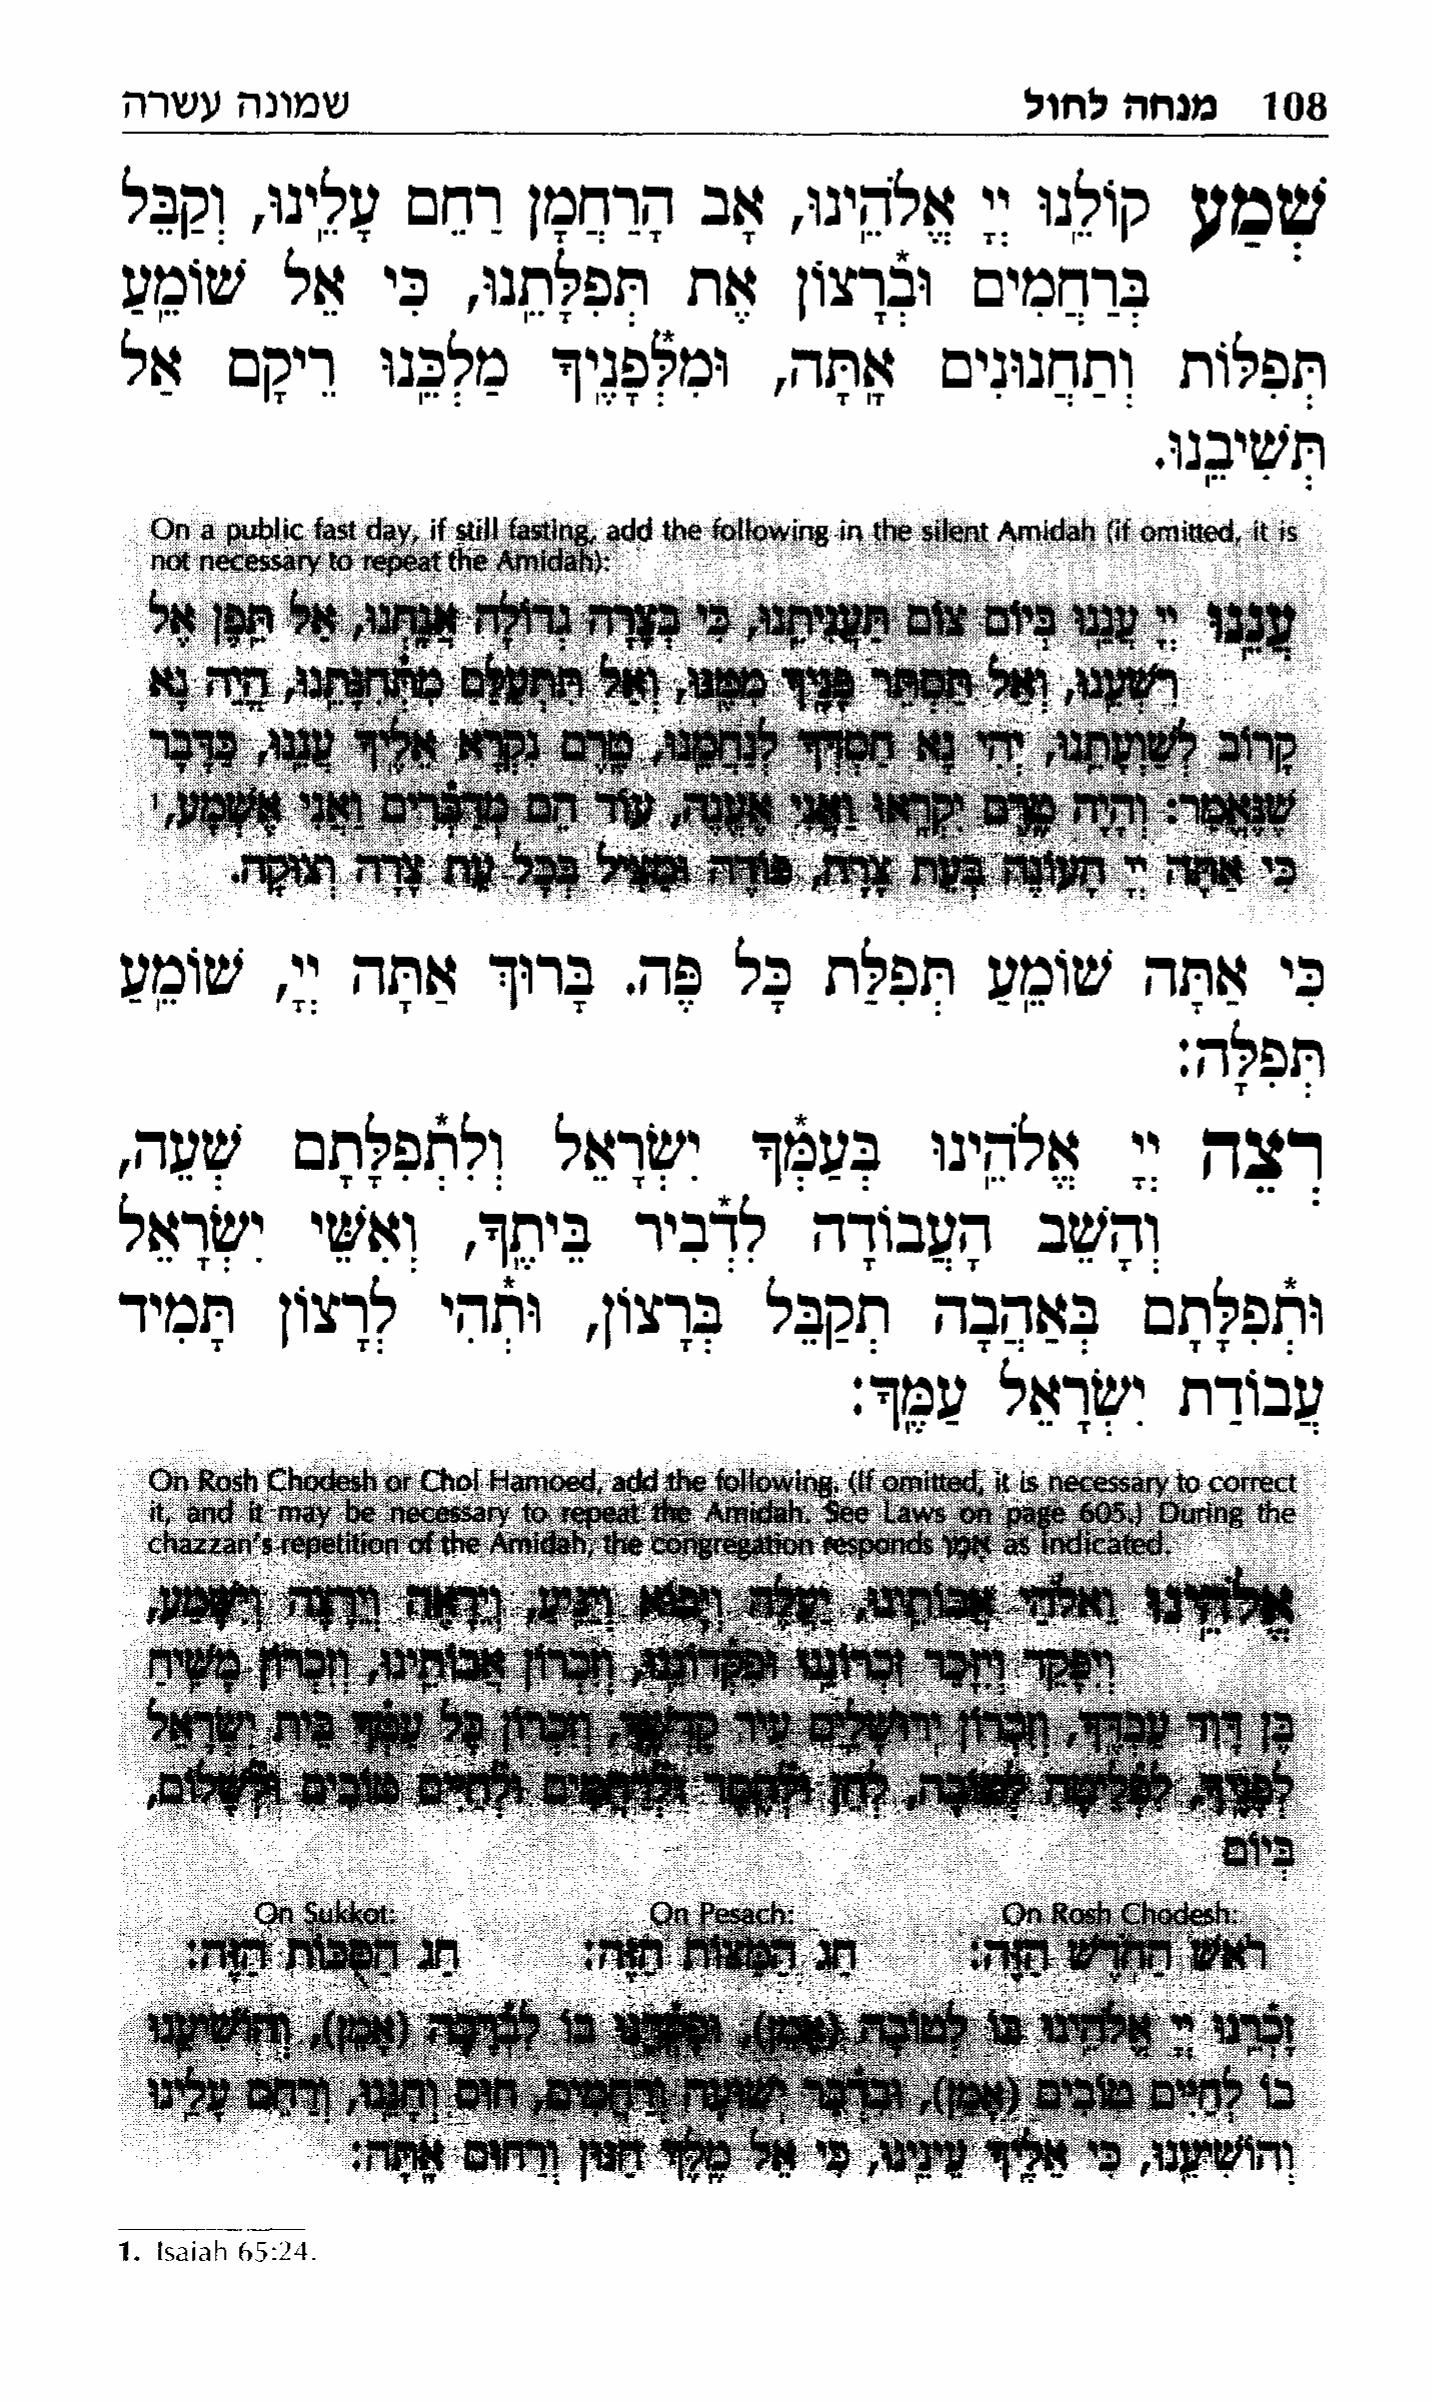 108 מנחה לחול שמונה עשרה
שְׁמַע קוֹלֵנוּ יְיָ אֱלֹהֵינוּ, אָב הָרַחֲמָן רַחֵם עָלֵינוּ, וְקַבֵּל
בְּרַחֲמִים וּבְרָצוֹן* אֶת תְּפִלָּתֵנוּ, כִּי אֵל שׁוֹמֵעַ
תְּפִלּוֹת וְתַחֲנוּנִים אָתָּה, וּמִלְּפָנֶיךָ* מַלְכֵּנוּ רֵיקָם אַל
תְּשִׁיבֵנוּ.
On a public fast day, if still fasting, add the following in the silent Amidah (if omitted, it is
not necessary to repeat the Amidah):
עֲנֵנוּ יְיָ עֲנֵנוּ בְּיוֹם צוֹם תַּעֲנִיתֵנוּ, כִּי בְצָרָה גְדוֹלָה אֲנָחְנוּ, אַל תֵּפֶן אֶל
רִשְׁעֵנוּ, וְאַל תַּסְתֵּר פָּנֶיךָ מִמֶּנּוּ, וְאַל תִּתְעַלַּם מִתְּחִנָּתֵנוּ, הֱיֵה נָא
קָרוֹב לְשַׁוְעָתֵנוּ, יְהִי נָא חַסְדְּךָ לְנַחֲמֵנוּ, טֶרֶם נִקְרָא אֵלֶיךָ עֲנֵנוּ, כַּדָּבָר
שֶׁנֶּאֱמַר: וְהָיָה טֶרֶם יִקְרָאוּ וַאֲנִי אֶעֱנֶה, עוֹד הֵם מְדַבְּרִים וַאֲנִי אֶשְׁמָע, 1
כִּי אַתָּה יְיָ הָעוֹנֶה בְּעֵת צָרָה, פּוֹדֶה וּמַצִּיל בְּכָל עֵת צָרָה וְצוּקָה.
כִּי אַתָּה שׁוֹמֵעַ תְּפִלַּת כָּל פֶּה. בָּרוּךְ אַתָּה יְיָ, שׁוֹמֵעַ
תְּפִלָּה:
רְצֵה יְיָ אֱלֹהֵינוּ בְּעַמְּךָ* יִשְׂרָאֵל וְלִתְפִלָּתָם* שְׁעֵה,
וְהָשֵׁב הָעֲבוֹדָה לִדְבִיר* בֵּיתֶךָ, וְאִשֵּׁי יִשְׂרָאֵל
וּתְפִלָּתָם* בְּאַהֲבָה תְקַבֵּל בְּרָצוֹן, וּתְהִי* לְרָצוֹן תָּמִיד
עֲבוֹדַת יִשְׂרָאֵל עַמֶּךָ:
On Rosh Chodesh or Chol Hamoed, add the following. (If omitted, it is necessary to correct
it, and it may be necessary to repeat the Amidah. See Laws on page 605.) During the
chazzan's repetition of the Amidah, the congregation responds אָמֵן as indicated.
אֱלֹהֵינוּ וֵאלֹהֵי אֲבוֹתֵינוּ, יַעֲלֶה וְיָבוֹא וְיַגִּיעַ, וְיֵרָאֶה וְיֵרָצֶה וְיִשָּׁמַע,
וְיִפָּקֵד וְיִזָּכֵר זִכְרוֹנֵנוּ וּפִקְדוֹנֵנוּ, וְזִכְרוֹן אֲבוֹתֵינוּ, וְזִכְרוֹן מָשִׁיחַ
בֶּן דָּוִד עַבְדֶּךָ, וְזִכְרוֹן יְרוּשָׁלַיִם עִיר קָדְשֶׁךָ, וְזִכְרוֹן כָּל עַמְּךָ בֵּית יִשְׂרָאֵל
לְפָנֶיךָ, לִפְלֵיטָה לְטוֹבָה, לְחֵן וּלְחֶסֶד וּלְרַחֲמִים וּלְחַיִּים טוֹבִים וּלְשָׁלוֹם,
בְּיוֹם
On Rosh Chodesh: On Pesach: On Sukkot:
רֹאשׁ הַחֹדֶשׁ הַזֶּה: חַג הַמַּצּוֹת הַזֶּה: חַג הַסֻּכּוֹת הַזֶּה:
זָכְרֵנוּ יְיָ אֱלֹהֵינוּ בּוֹ לְטוֹבָה (אָמֵן), וּפָקְדֵנוּ בוֹ לִבְרָכָה (אָמֵן), וְהוֹשִׁיעֵנוּ
בוֹ לְחַיִּים טוֹבִים (אָמֵן), וּבִדְבַר יְשׁוּעָה וְרַחֲמִים, חוּס וְחָנֵּנוּ, וְרַחֵם עָלֵינוּ
וְהוֹשִׁיעֵנוּ, כִּי אֵלֶיךָ עֵינֵינוּ, כִּי אֵל מֶלֶךְ חַנּוּן וְרַחוּם אָתָּה:
1. Isaiah 65:24.